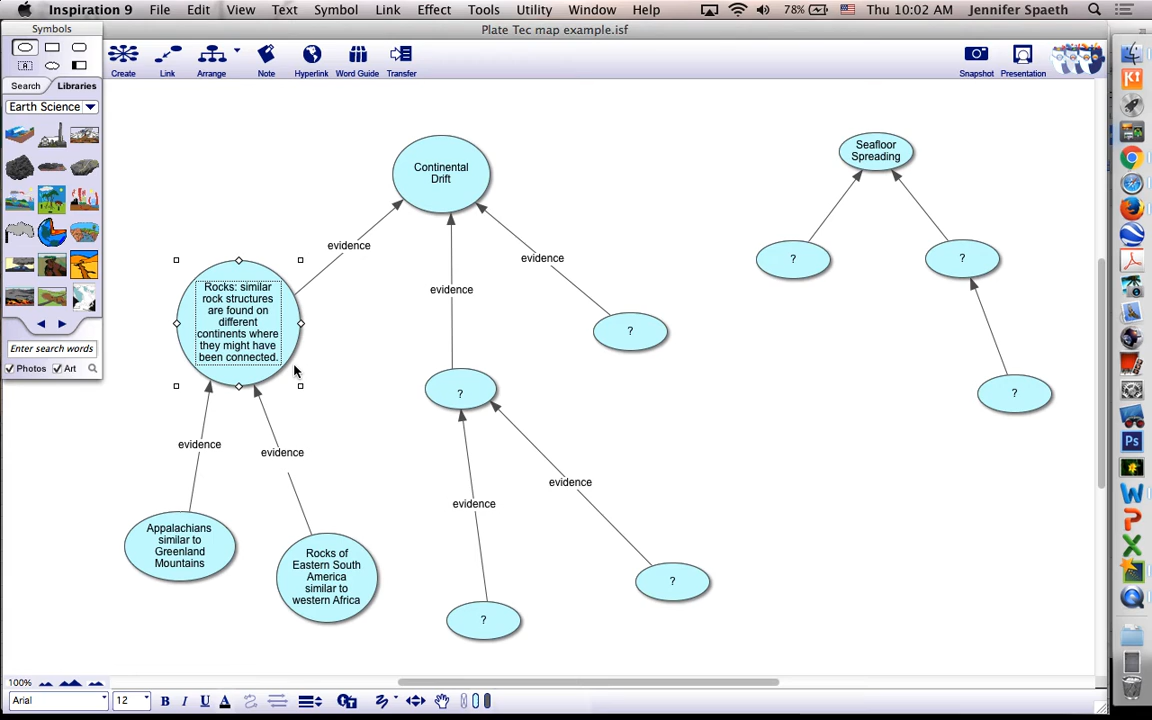 Inspiration 9 File Edit View Text Symbol Link Effect Tools Utility Window Help 78% Thu 10:02 AM Jennifer Spaeth
Symbols
Plate Tec map example.isf
Create Link Arrange Note Hyperlink Word Guide Transfer Snapshot Presentation
A
Search Libraries
Earth Science
Enter search words
Photos Art
Continental
Drift
Seafloor
Spreading
evidence
evidence
evidence
?
?
?
Rocks: similar
rock structures
are found on
different
continents where
they might have
been connected.
?
?
evidence
evidence
evidence
evidence
Appalachians
similar to
Greenland
Mountains
Rocks of
Eastern South
America
similar to
western Africa
?
?
100%
Arial 12 B I U A